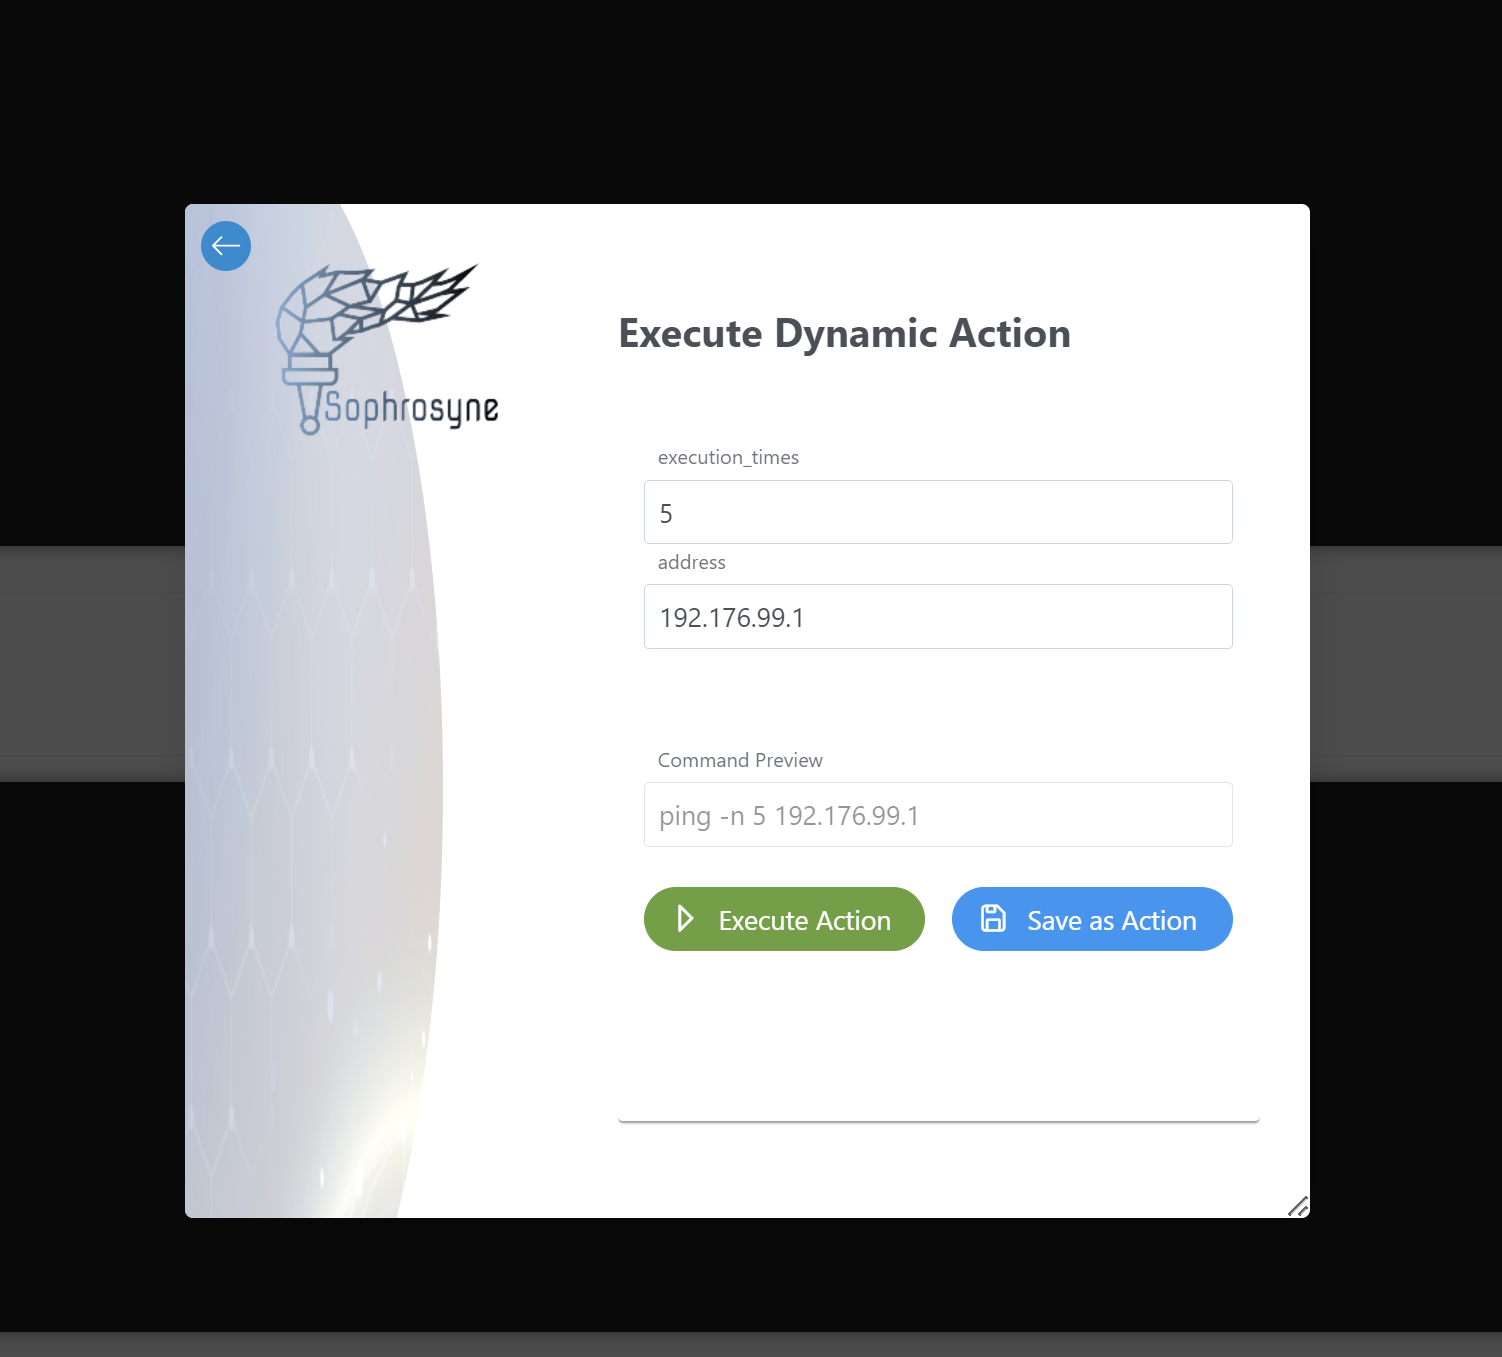 Sophrosyne
Execute Dynamic Action
execution_times
5
address
192.176.99.1
Command Preview
ping -n 5 192.176.99.1
Execute Action
Save as Action